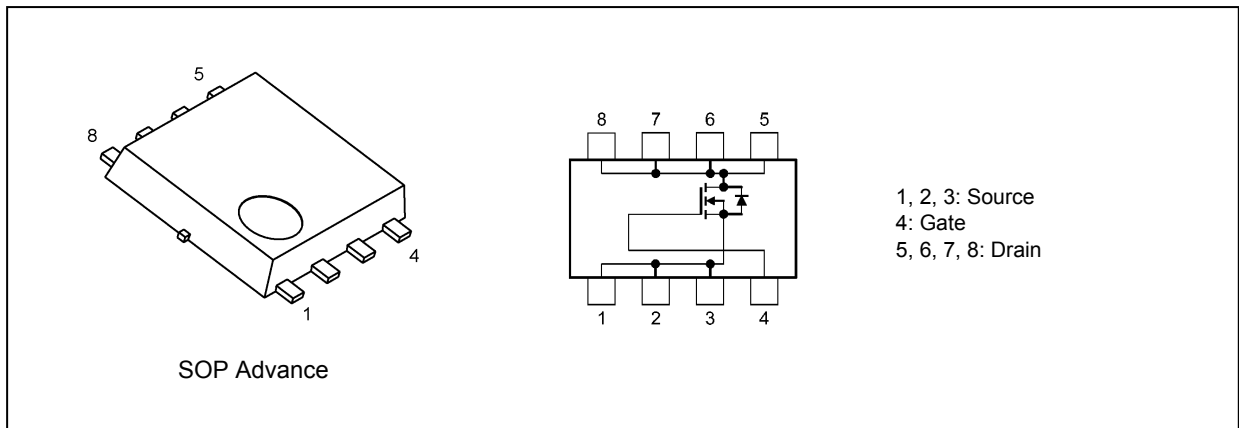 5
8
4
1
SOP Advance
8 7 6 5
1 2 3 4
1, 2, 3: Source
4: Gate
5, 6, 7, 8: Drain